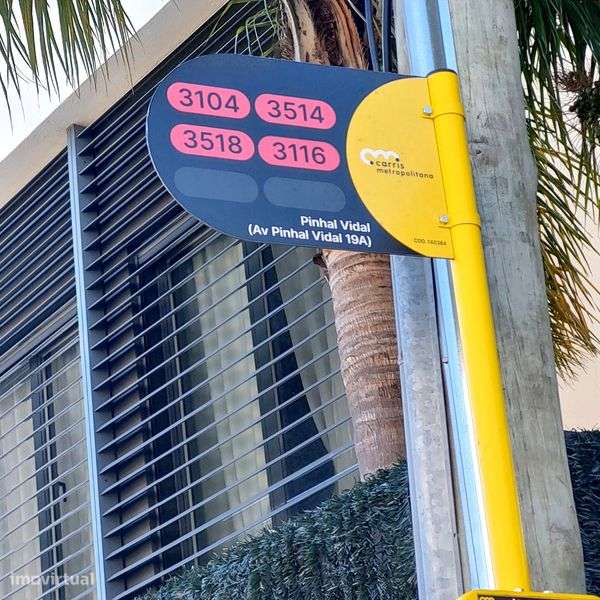 3104 3514
3518 3116
carris
metropolitana
Pinhal Vidal
(Av Pinhal Vidal 19A)
imovirtual